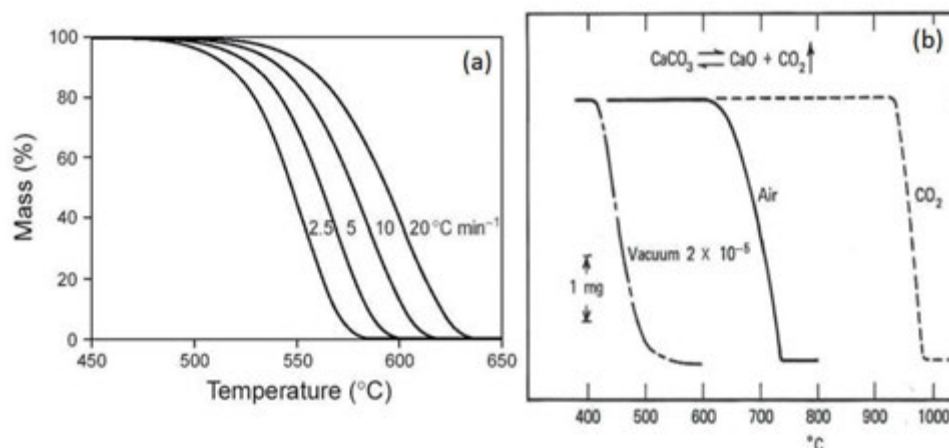 (a)
Mass (%)
100
80
60
40
20
0
2.5 5 10 20 °C min⁻¹
450 500 550 600 650
Temperature (°C)
(b)
CaCO₃ ⇌ CaO + CO₂↑
Air
CO₂
Vacuum 2 × 10⁻⁵
1 mg
400 500 600 700 800 900 1000
°C